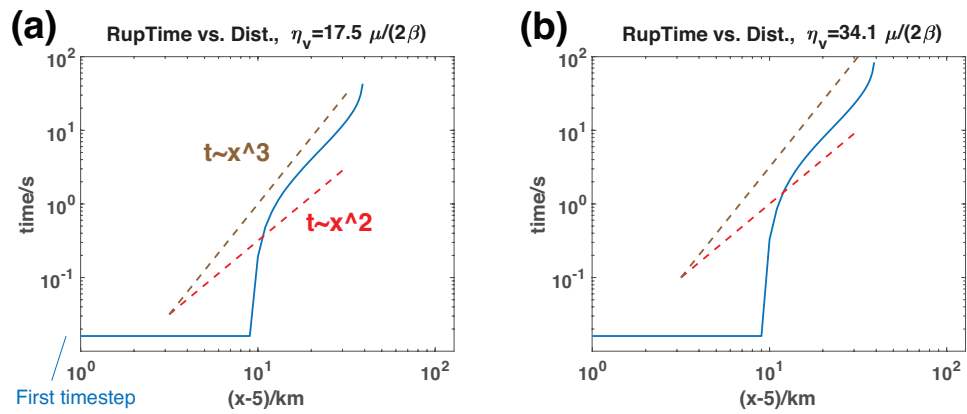 (a)
RupTime vs. Dist., η_v=17.5 μ/(2β)
10^2
10^1
10^0
10^-1
time/s
t~x^3
t~x^2
10^0
10^1
10^2
(x-5)/km
First timestep
(b)
RupTime vs. Dist., η_v=34.1 μ/(2β)
10^2
10^1
10^0
10^-1
time/s
10^0
10^1
10^2
(x-5)/km